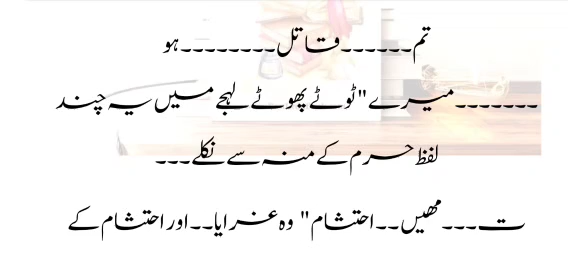 تم۔۔۔۔۔۔قاتل۔۔۔۔۔۔۔۔ہو
۔۔۔۔۔۔۔میرے "ٹوٹے پھوٹے لہجے میں یہ چند
لفظ حرم کے منہ سے نکلے۔۔۔
ت۔۔۔مھیں۔۔احتشام" وہ غرایا۔۔اور احتشام کے